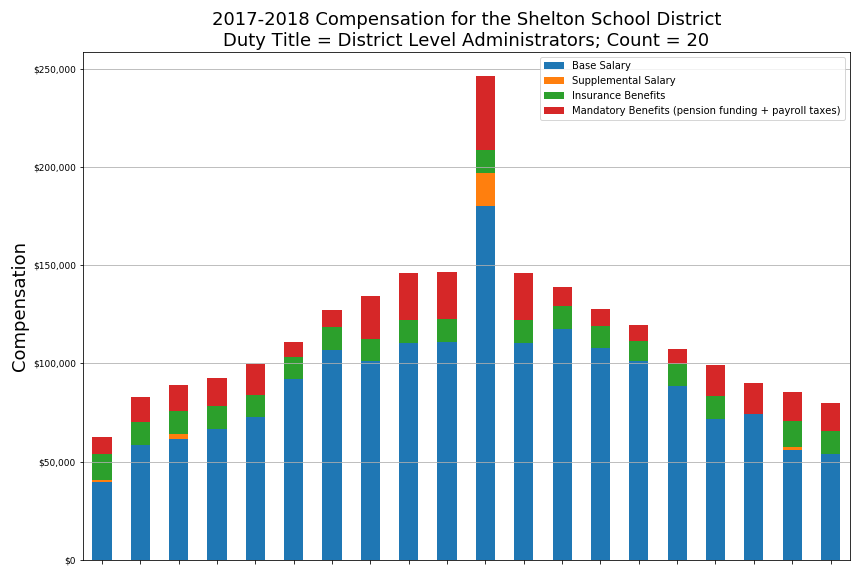 2017-2018 Compensation for the Shelton School District
Duty Title = District Level Administrators; Count = 20
Base Salary
Supplemental Salary
Insurance Benefits
Mandatory Benefits (pension funding + payroll taxes)
Compensation
$250,000
$200,000
$150,000
$100,000
$50,000
$0